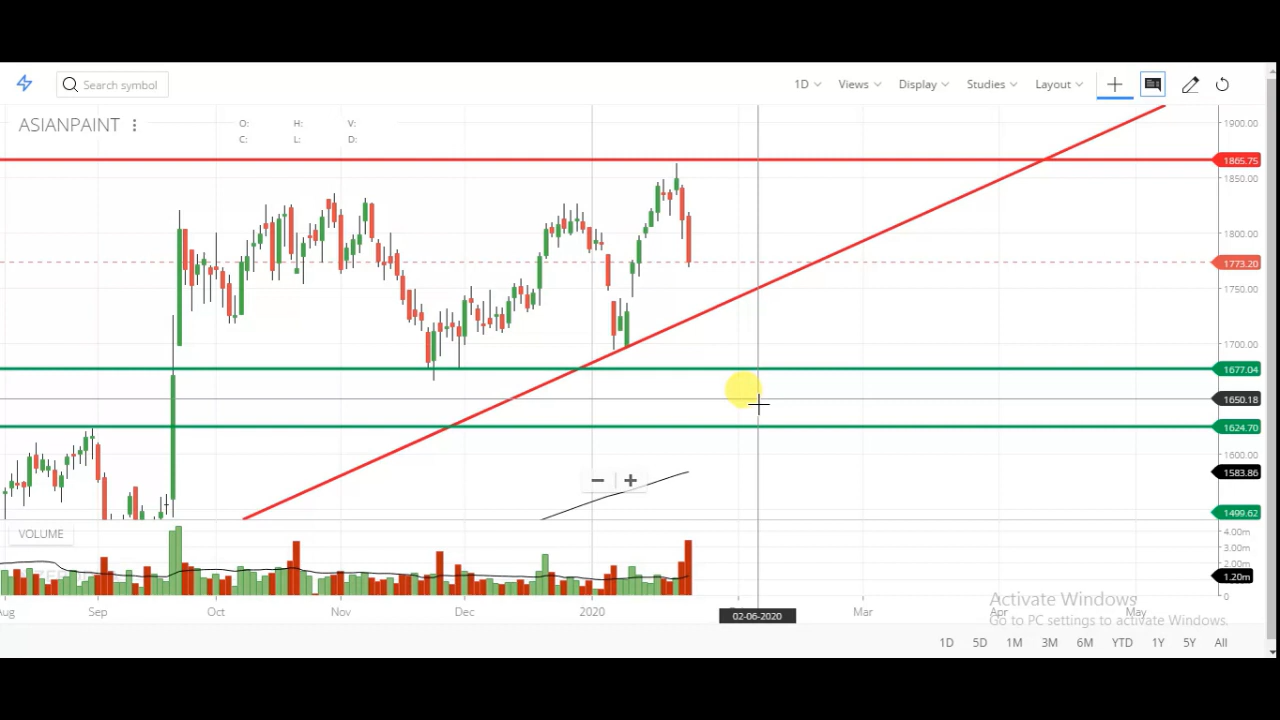 Search symbol 1D Views Display Studies Layout
ASIANPAINT O: H: V:
C: L: D:
1900.00
1865.75
1850.00
1800.00
1773.20
1750.00
1700.00
1677.04
1650.18
1624.70
1600.00
1583.86
1499.62
VOLUME
4.00m
3.00m
2.00m
1.20m
0
Aug Sep Oct Nov Dec 2020 Mar Apr May
02-06-2020
Activate Windows
Go to PC settings to activate Windows.
1D 5D 1M 3M 6M YTD 1Y 5Y All